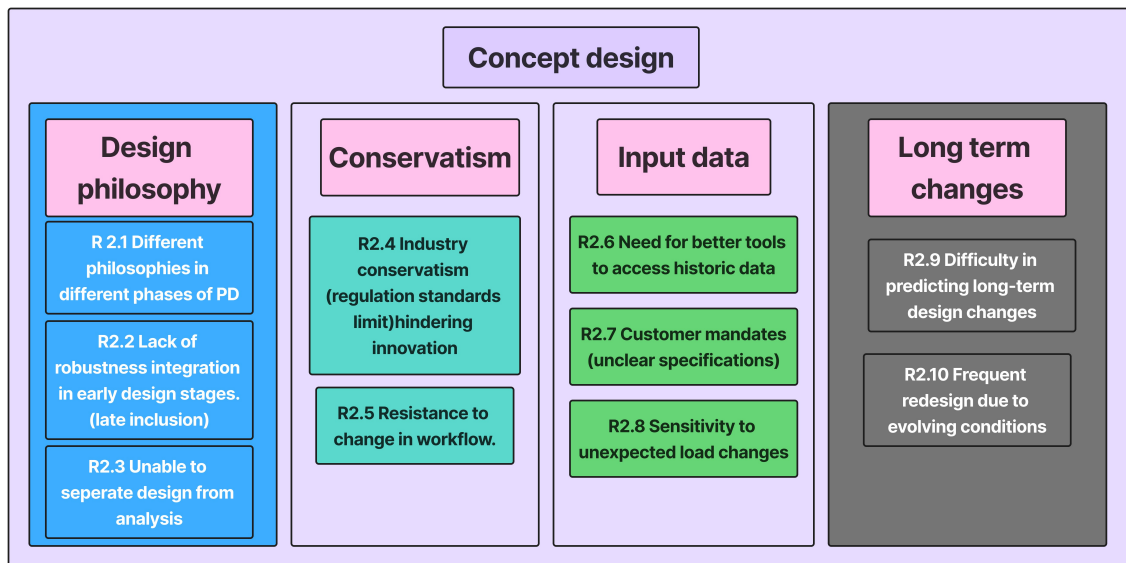 Concept design
Design
philosophy
R 2.1 Different
philosophies in
different phases of PD
R2.2 Lack of
robustness integration
in early design stages.
(late inclusion)
R2.3 Unable to
seperate design from
analysis
Conservatism
R2.4 Industry
conservatism
(regulation standards
limit)hindering
innovation
R2.5 Resistance to
change in workflow.
Input data
R2.6 Need for better tools
to access historic data
R2.7 Customer mandates
(unclear specifications)
R2.8 Sensitivity to
unexpected load changes
Long term
changes
R2.9 Difficulty in
predicting long-term
design changes
R2.10 Frequent
redesign due to
evolving conditions